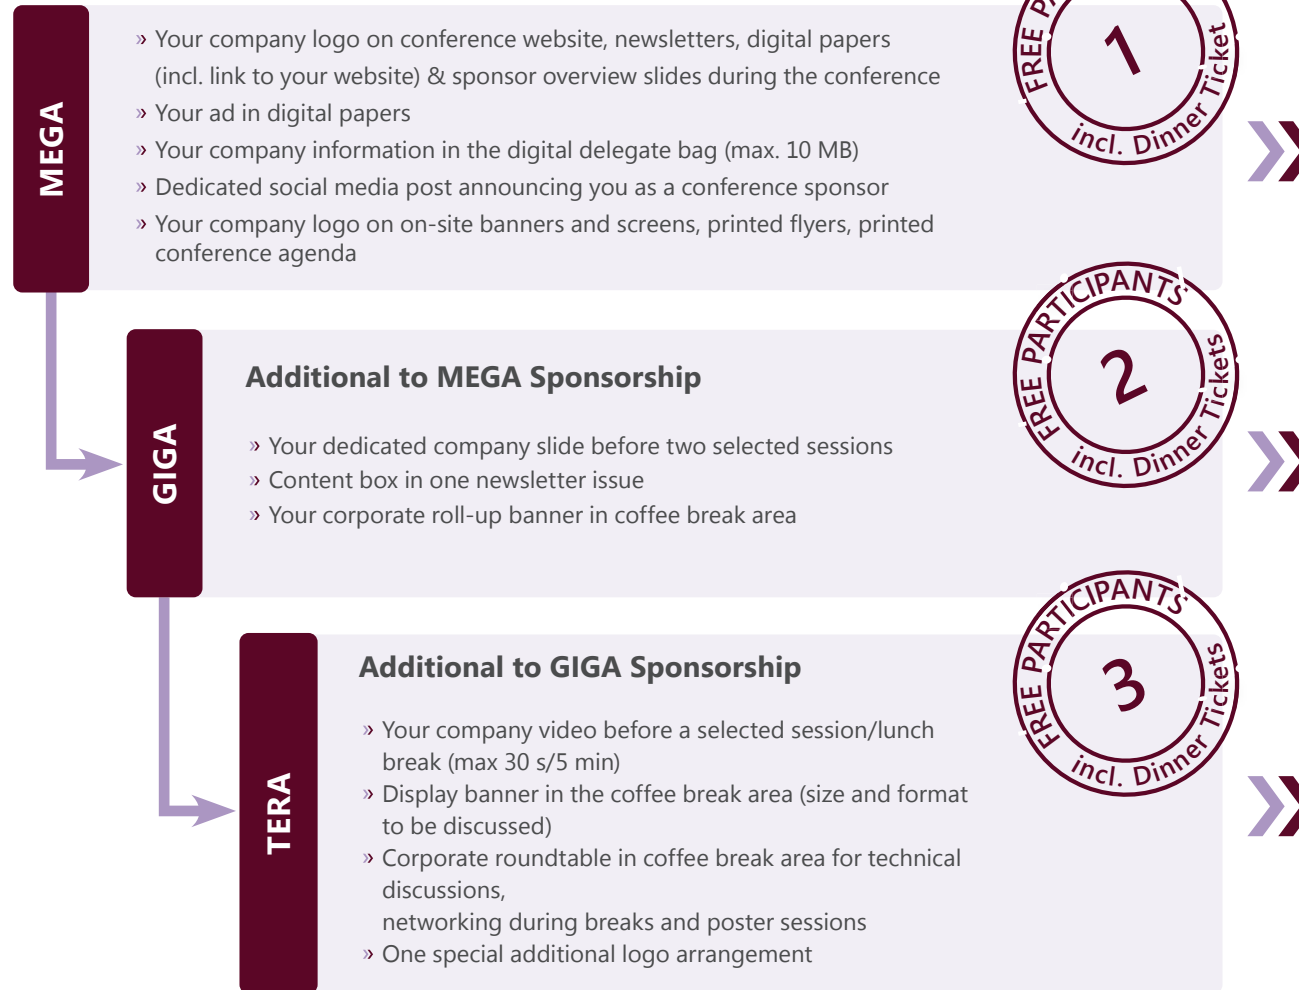 MEGA
» Your company logo on conference website, newsletters, digital papers
(incl. link to your website) & sponsor overview slides during the conference
» Your ad in digital papers
» Your company information in the digital delegate bag (max. 10 MB)
» Dedicated social media post announcing you as a conference sponsor
» Your company logo on on-site banners and screens, printed flyers, printed
conference agenda
FREE
1
incl. Dinner Ticket
GIGA
Additional to MEGA Sponsorship
» Your dedicated company slide before two selected sessions
» Content box in one newsletter issue
» Your corporate roll-up banner in coffee break area
FREE PARTICIPANTS
2
incl. Dinner Tickets
TERA
Additional to GIGA Sponsorship
» Your company video before a selected session/lunch
break (max 30 s/5 min)
» Display banner in the coffee break area (size and format
to be discussed)
» Corporate roundtable in coffee break area for technical
discussions,
networking during breaks and poster sessions
» One special additional logo arrangement
FREE PARTICIPANTS
3
incl. Dinner Tickets